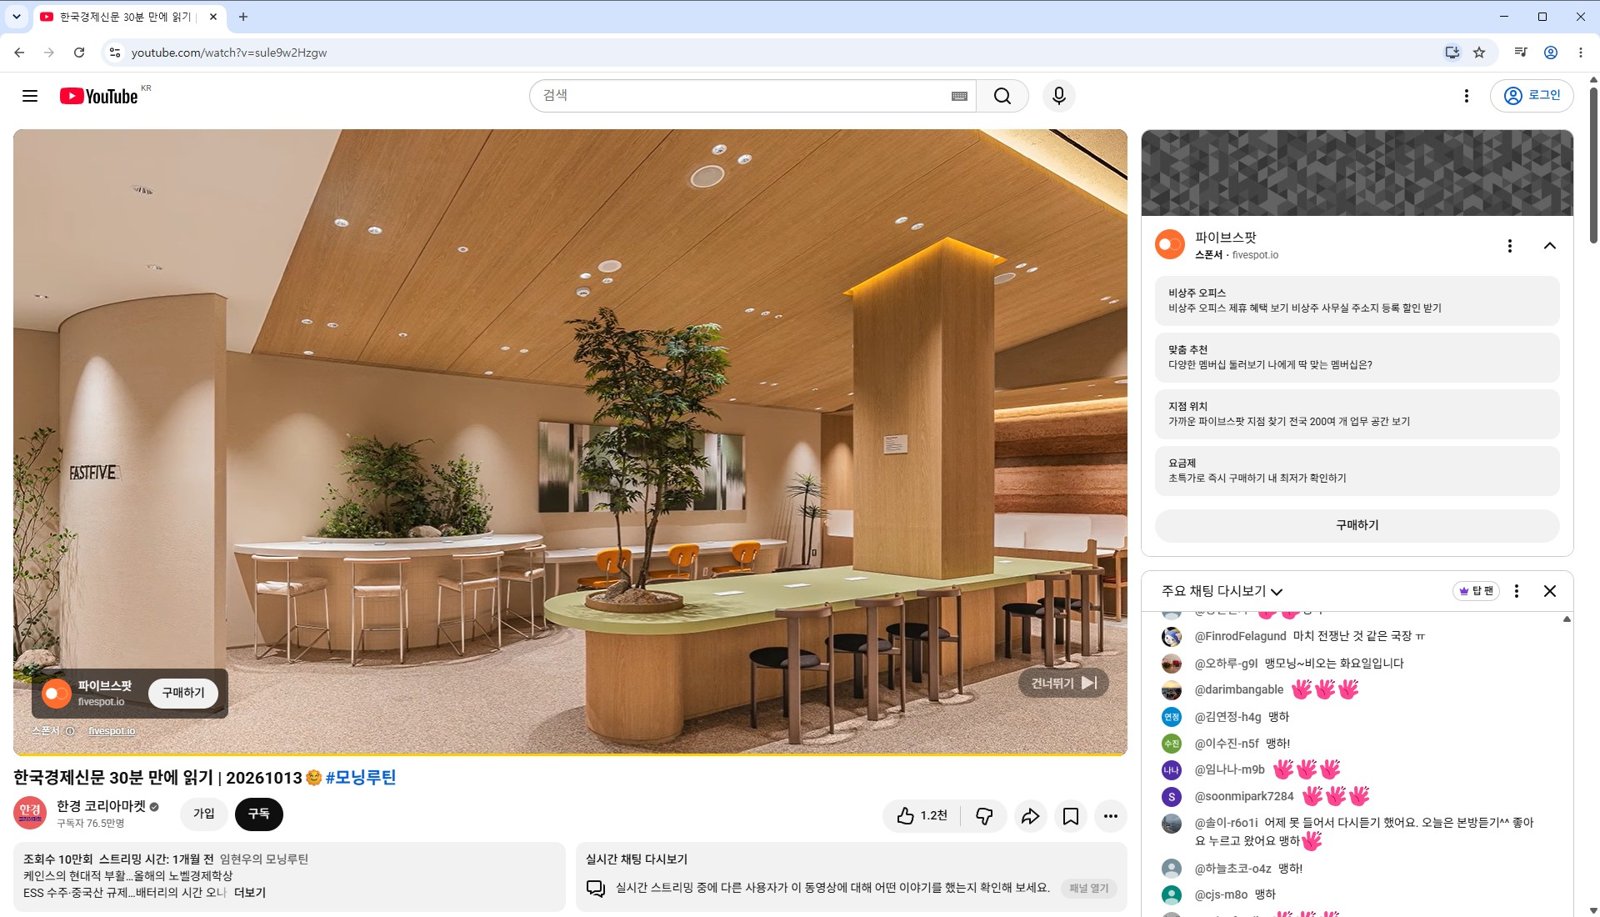 한국경제신문 30분 만에 읽기 |
youtube.com/watch?v=sule9w2Hzgw
YouTube KR
검색
로그인
FASTFIVE
파이브스팟
fivespot.io
구매하기
스폰서
fivespot.io
건너뛰기
한국경제신문 30분 만에 읽기 | 20261013 #모닝루틴
한경
코리아마켓
한경 코리아마켓
구독자 76.5만명
가입
구독
1.2천
조회수 10만회 스트리밍 시간: 1개월 전 임현우의 모닝루틴
케인스의 현대적 부활...올해의 노벨경제학상
ESS 수주·중국산 규제...배터리의 시간 오나 더보기
실시간 채팅 다시보기
실시간 스트리밍 중에 다른 사용자가 이 동영상에 대해 어떤 이야기를 했는지 확인해 보세요.
패널 열기
파이브스팟
스폰서 · fivespot.io
비상주 오피스
비상주 오피스 제휴 혜택 보기 비상주 사무실 주소지 등록 할인 받기
맞춤 추천
다양한 멤버십 둘러보기 나에게 딱 맞는 멤버십은?
지점 위치
가까운 파이브스팟 지점 찾기 전국 200여 개 업무 공간 보기
요금제
초특가로 즉시 구매하기 내 최저가 확인하기
구매하기
주요 채팅 다시보기
탑 팬
@FinrodFelagund 마치 전쟁난 것 같은 국장 ㅠ
@오하루-g9l 맹모닝~비오는 화요일입니다
@darimbangable
연정 @김연정-h4g 맹하
수진 @이수진-n5f 맹하!
나나 @임나나-m9b
S @soonmipark7284
@솔이-r6o1i 어제 못 들어서 다시듣기 했어요. 오늘은 본방듣기^^ 좋아
요 누르고 왔어요 맹하
@하늘초코-o4z 맹하!
@cjs-m8o 맹하